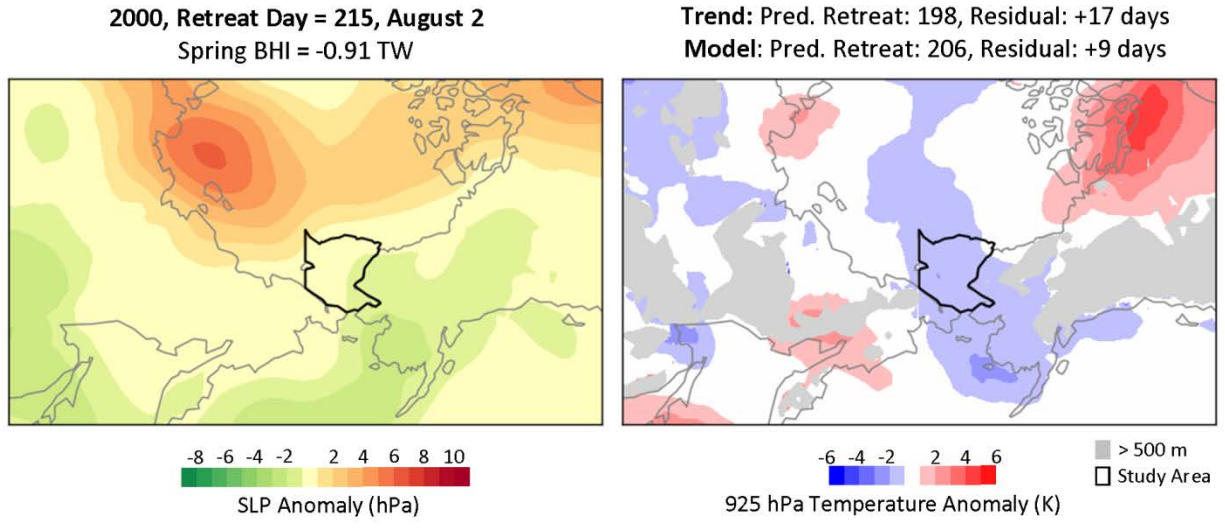 2000, Retreat Day = 215, August 2
Spring BHI = -0.91 TW
Trend: Pred. Retreat: 198, Residual: +17 days
Model: Pred. Retreat: 206, Residual: +9 days
-8 -6 -4 -2 2 4 6 8 10
SLP Anomaly (hPa)
-6 -4 -2 2 4 6
925 hPa Temperature Anomaly (K)
> 500 m
Study Area